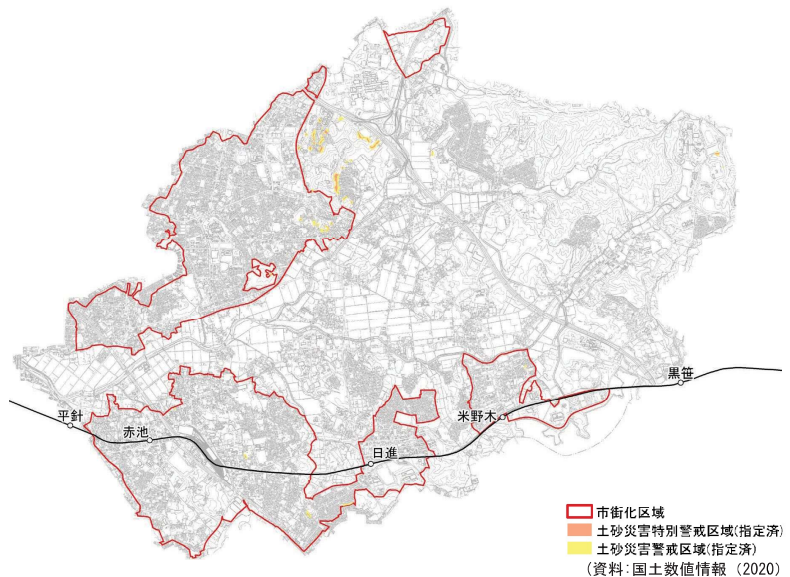 黒笹
米野木
平針
赤池
日進
市街化区域
土砂災害特別警戒区域(指定済)
土砂災害警戒区域(指定済)
(資料:国土数値情報(2020)